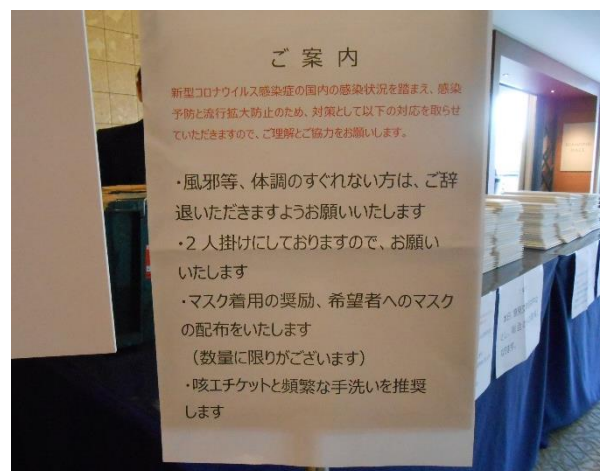 ご 案 内
新型コロナウイルス感染症の国内の感染状況を踏まえ、感染
予防と流行拡大防止のため、対策として以下の対応を取らせ
ていただきますので、ご理解とご協力をお願いします。
・風邪等、体調のすぐれない方は、ご辞
退いただきますようお願いいたします
・2 人掛けにしておりますので、お願い
いたします
・マスク着用の奨励、希望者へのマスク
の配布をいたします
（数量に限りがございます）
・咳エチケットと頻繁な手洗いを推奨
します